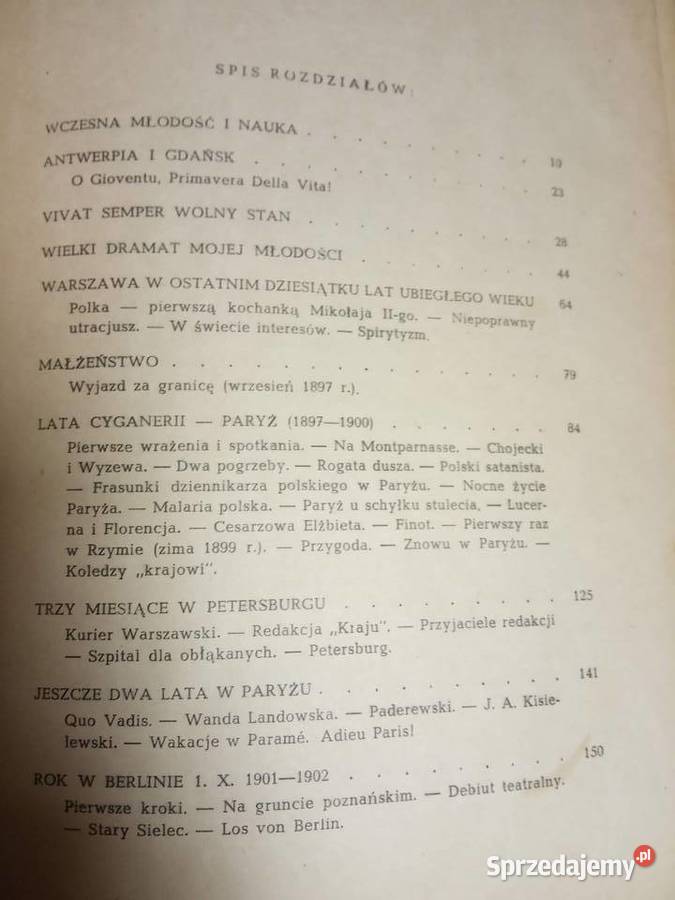 SPIS ROZDZIAŁÓW
WCZESNA MŁODOŚĆ I NAUKA . . . . . . . . 10
ANTWERPIA I GDAŃSK . . . . . . . . . . 23
O Gioventu, Primavera Della Vita!
VIVAT SEMPER WOLNY STAN . . . . . . . . 28
WIELKI DRAMAT MOJEJ MŁODOŚCI . . . . . . 44
WARSZAWA W OSTATNIM DZIESIĄTKU LAT UBIEGŁEGO WIEKU 64
Polka — pierwszą kochanką Mikołaja II-go. — Niepoprawny
utracjusz. — W świecie interesów. — Spirytyzm.
MAŁŻEŃSTWO . . . . . . . . . . . . 79
Wyjazd za granicę (wrzesień 1897 r.).
LATA CYGANERII — PARYŻ (1897—1900) . . . . . . . 84
Pierwsze wrażenia i spotkania. — Na Montparnasse. — Chojecki
i Wyzewa. — Dwa pogrzeby. — Rogata dusza. — Polski satanista.
— Frasunki dziennikarza polskiego w Paryżu. — Nocne życie
Paryża. — Malaria polska. — Paryż u schyłku stulecia. — Lucer-
na i Florencja. — Cesarzowa Elżbieta. — Finot. — Pierwszy raz
w Rzymie (zima 1899 r.). — Przygoda. — Znowu w Paryżu. —
Koledzy „krajowi".
TRZY MIESIĄCE W PETERSBURGU . . . . . . . . 125
Kurier Warszawski. — Redakcja „Kraju". — Przyjaciele redakcji
— Szpital dla obłąkanych. — Petersburg.
JESZCZE DWA LATA W PARYŻU . . . . . . . . 141
Quo Vadis. — Wanda Landowska. — Paderewski. — J. A. Kisie-
lewski. — Wakacje w Paramé. Adieu Paris!
ROK W BERLINIE 1. X. 1901—1902 . . . . . . . . 150
Pierwsze kroki. — Na gruncie poznańskim. — Debiut teatralny.
— Stary Sielec. — Los von Berlin.
Sprzedajemy.pl